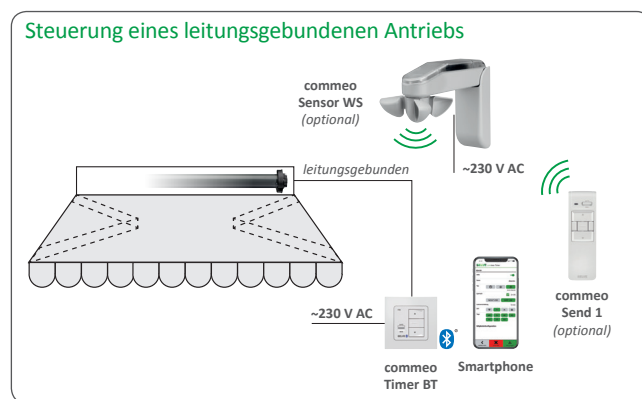 Steuerung eines leitungsgebundenen Antriebs
commeo
Sensor WS
(optional)
leitungsgebunden
~230 V AC
~230 V AC
commeo
Timer BT
Smartphone
commeo
Send 1
(optional)